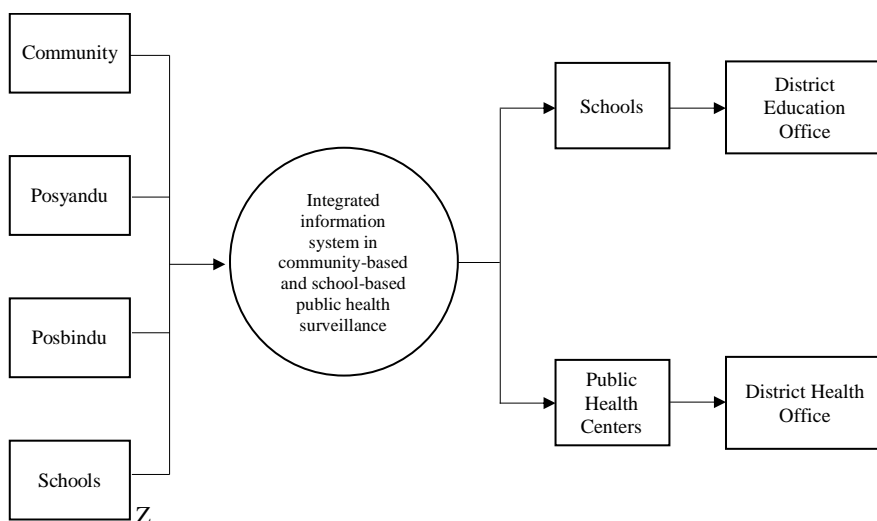 Community
Posyandu
Posbindu
Schools
Z
Integrated
information
system in
community-based
and school-based
public health
surveillance
Schools
District
Education
Office
Public
Health
Centers
District Health
Office